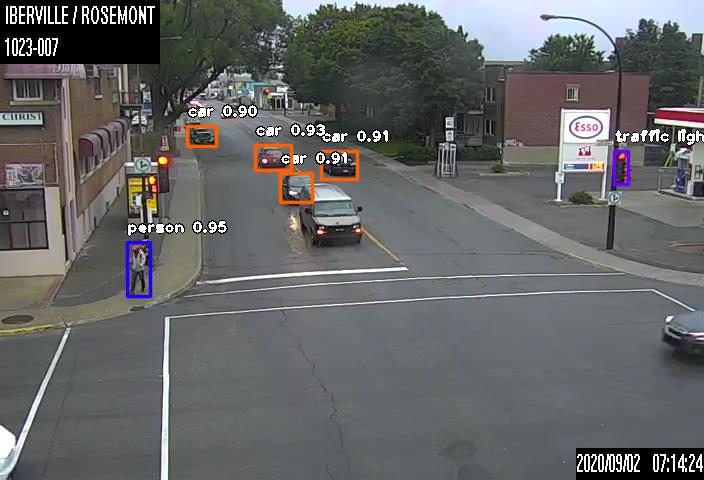 IBERVILLE / ROSEMONT
1023-007
car 0.90
car 0.93
car 0.91
car 0.91
CHRIST
Esso
traffic ligh
person 0.95
2020/09/02 07:14:24